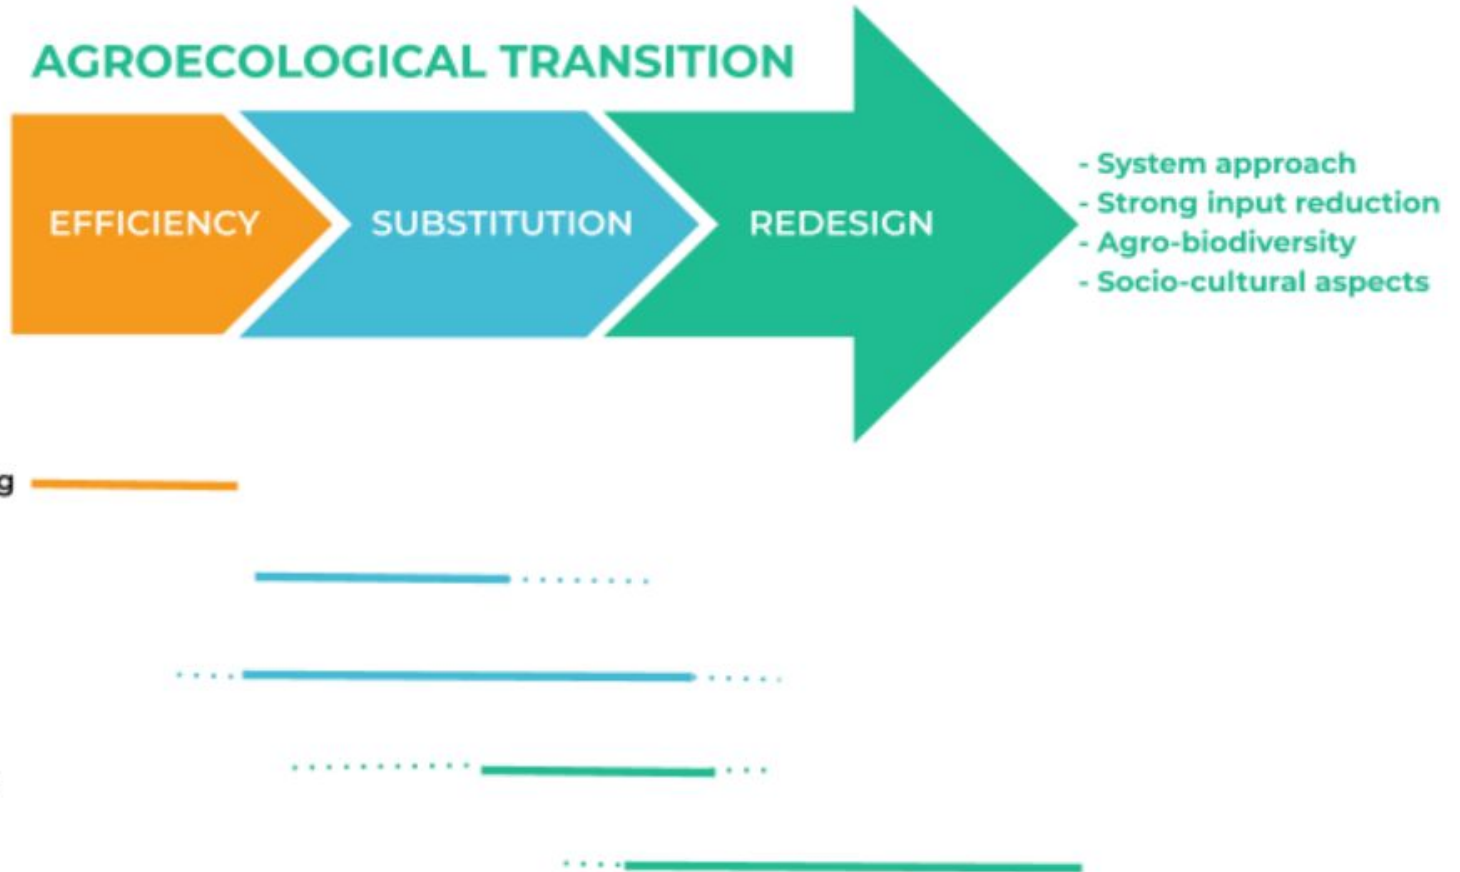 AGROECOLOGICAL TRANSITION
EFFICIENCY
SUBSTITUTION
REDESIGN
- System approach
- Strong input reduction
- Agro-biodiversity
- Socio-cultural aspects